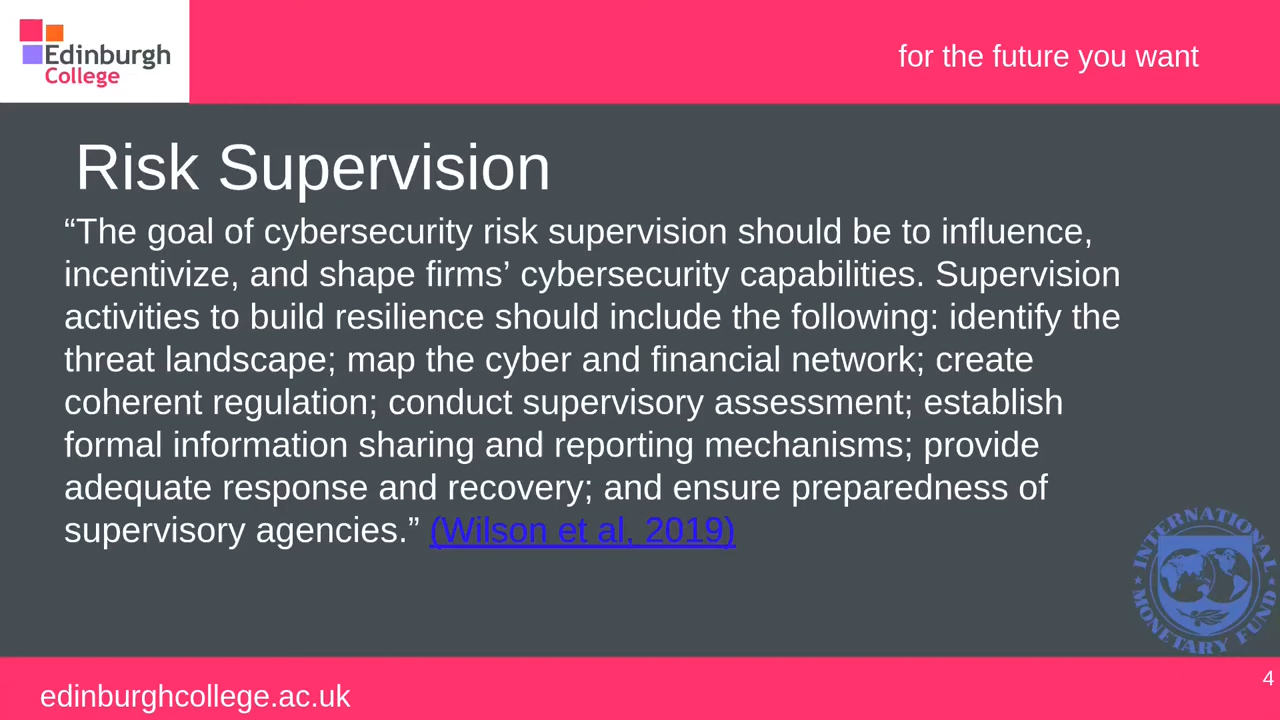 Edinburgh
College
for the future you want
Risk Supervision
“The goal of cybersecurity risk supervision should be to influence,
incentivize, and shape firms’ cybersecurity capabilities. Supervision
activities to build resilience should include the following: identify the
threat landscape; map the cyber and financial network; create
coherent regulation; conduct supervisory assessment; establish
formal information sharing and reporting mechanisms; provide
adequate response and recovery; and ensure preparedness of
supervisory agencies.” (Wilson et al, 2019)
INTERNATIONAL
MONETARY FUND
4
edinburghcollege.ac.uk